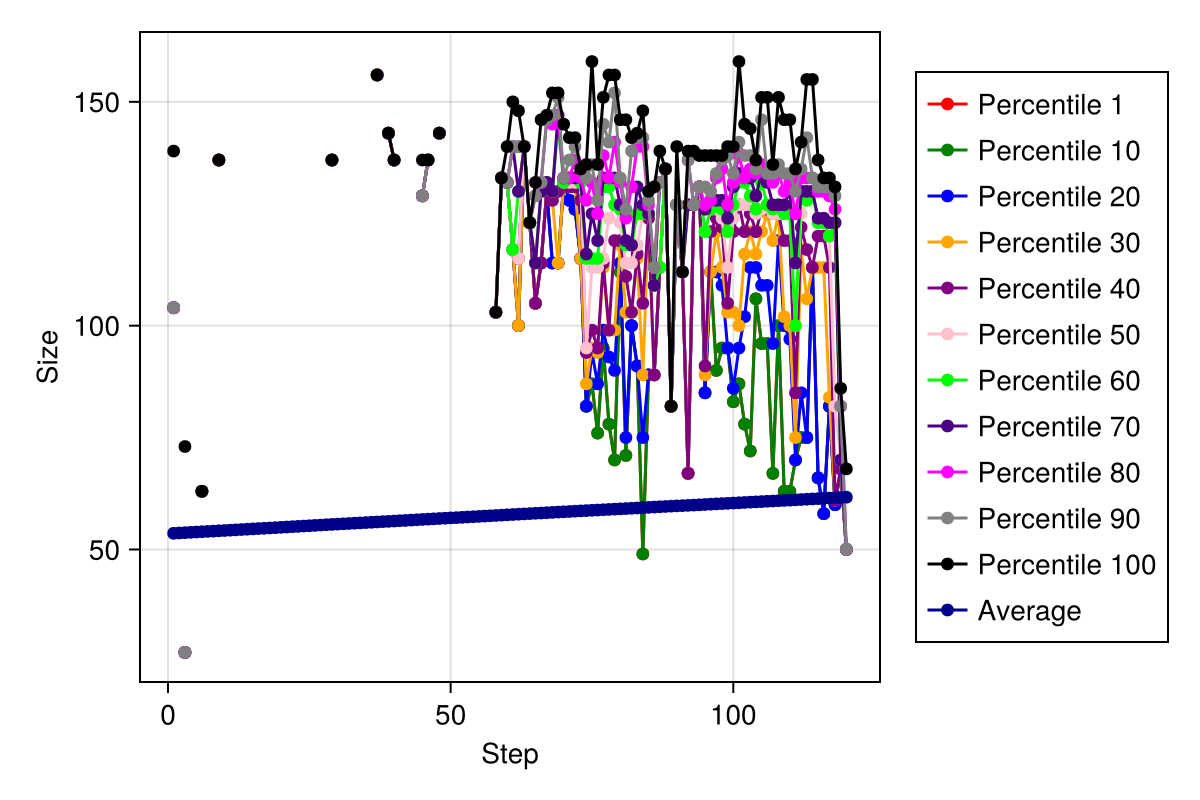 150
100
50
Size
0
50
100
Step
Percentile 1
Percentile 10
Percentile 20
Percentile 30
Percentile 40
Percentile 50
Percentile 60
Percentile 70
Percentile 80
Percentile 90
Percentile 100
Average